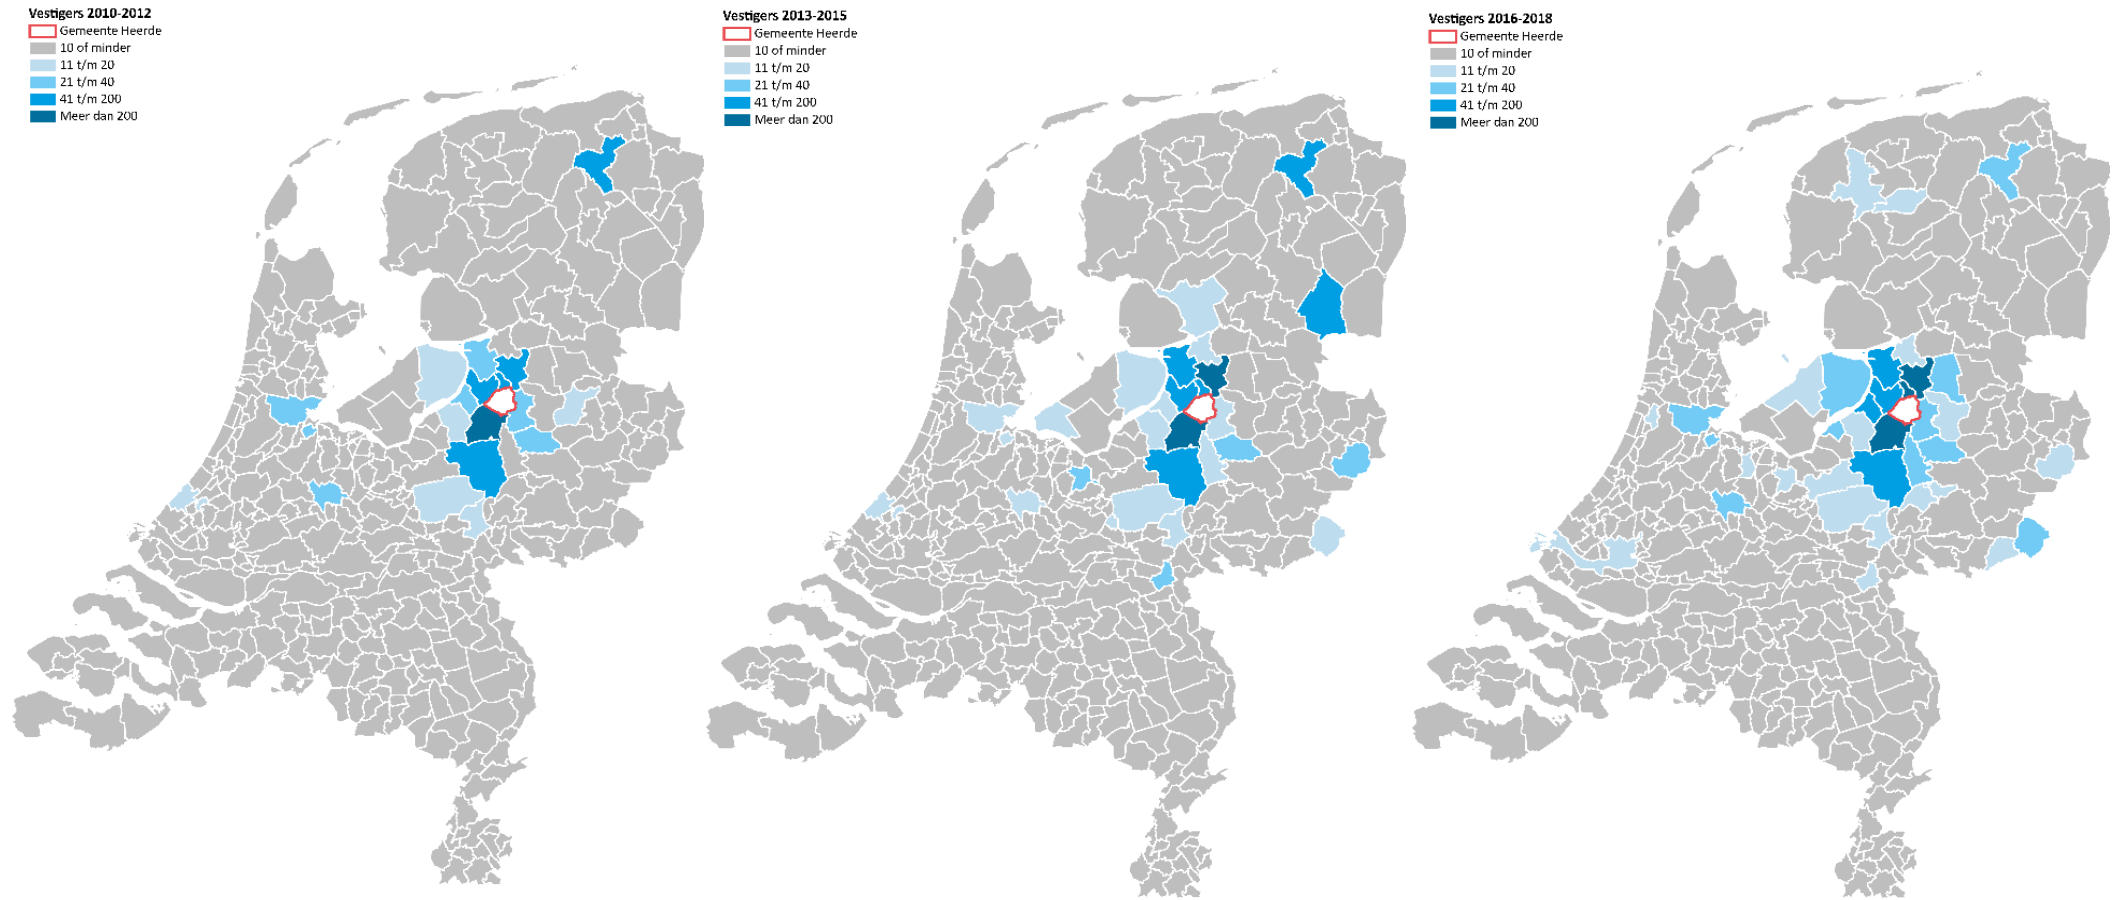 Vestigers 2010-2012
Gemeente Heerde
10 of minder
11 t/m 20
21 t/m 40
41 t/m 200
Meer dan 200
Vestigers 2013-2015
Gemeente Heerde
10 of minder
11 t/m 20
21 t/m 40
41 t/m 200
Meer dan 200
Vestigers 2016-2018
Gemeente Heerde
10 of minder
11 t/m 20
21 t/m 40
41 t/m 200
Meer dan 200